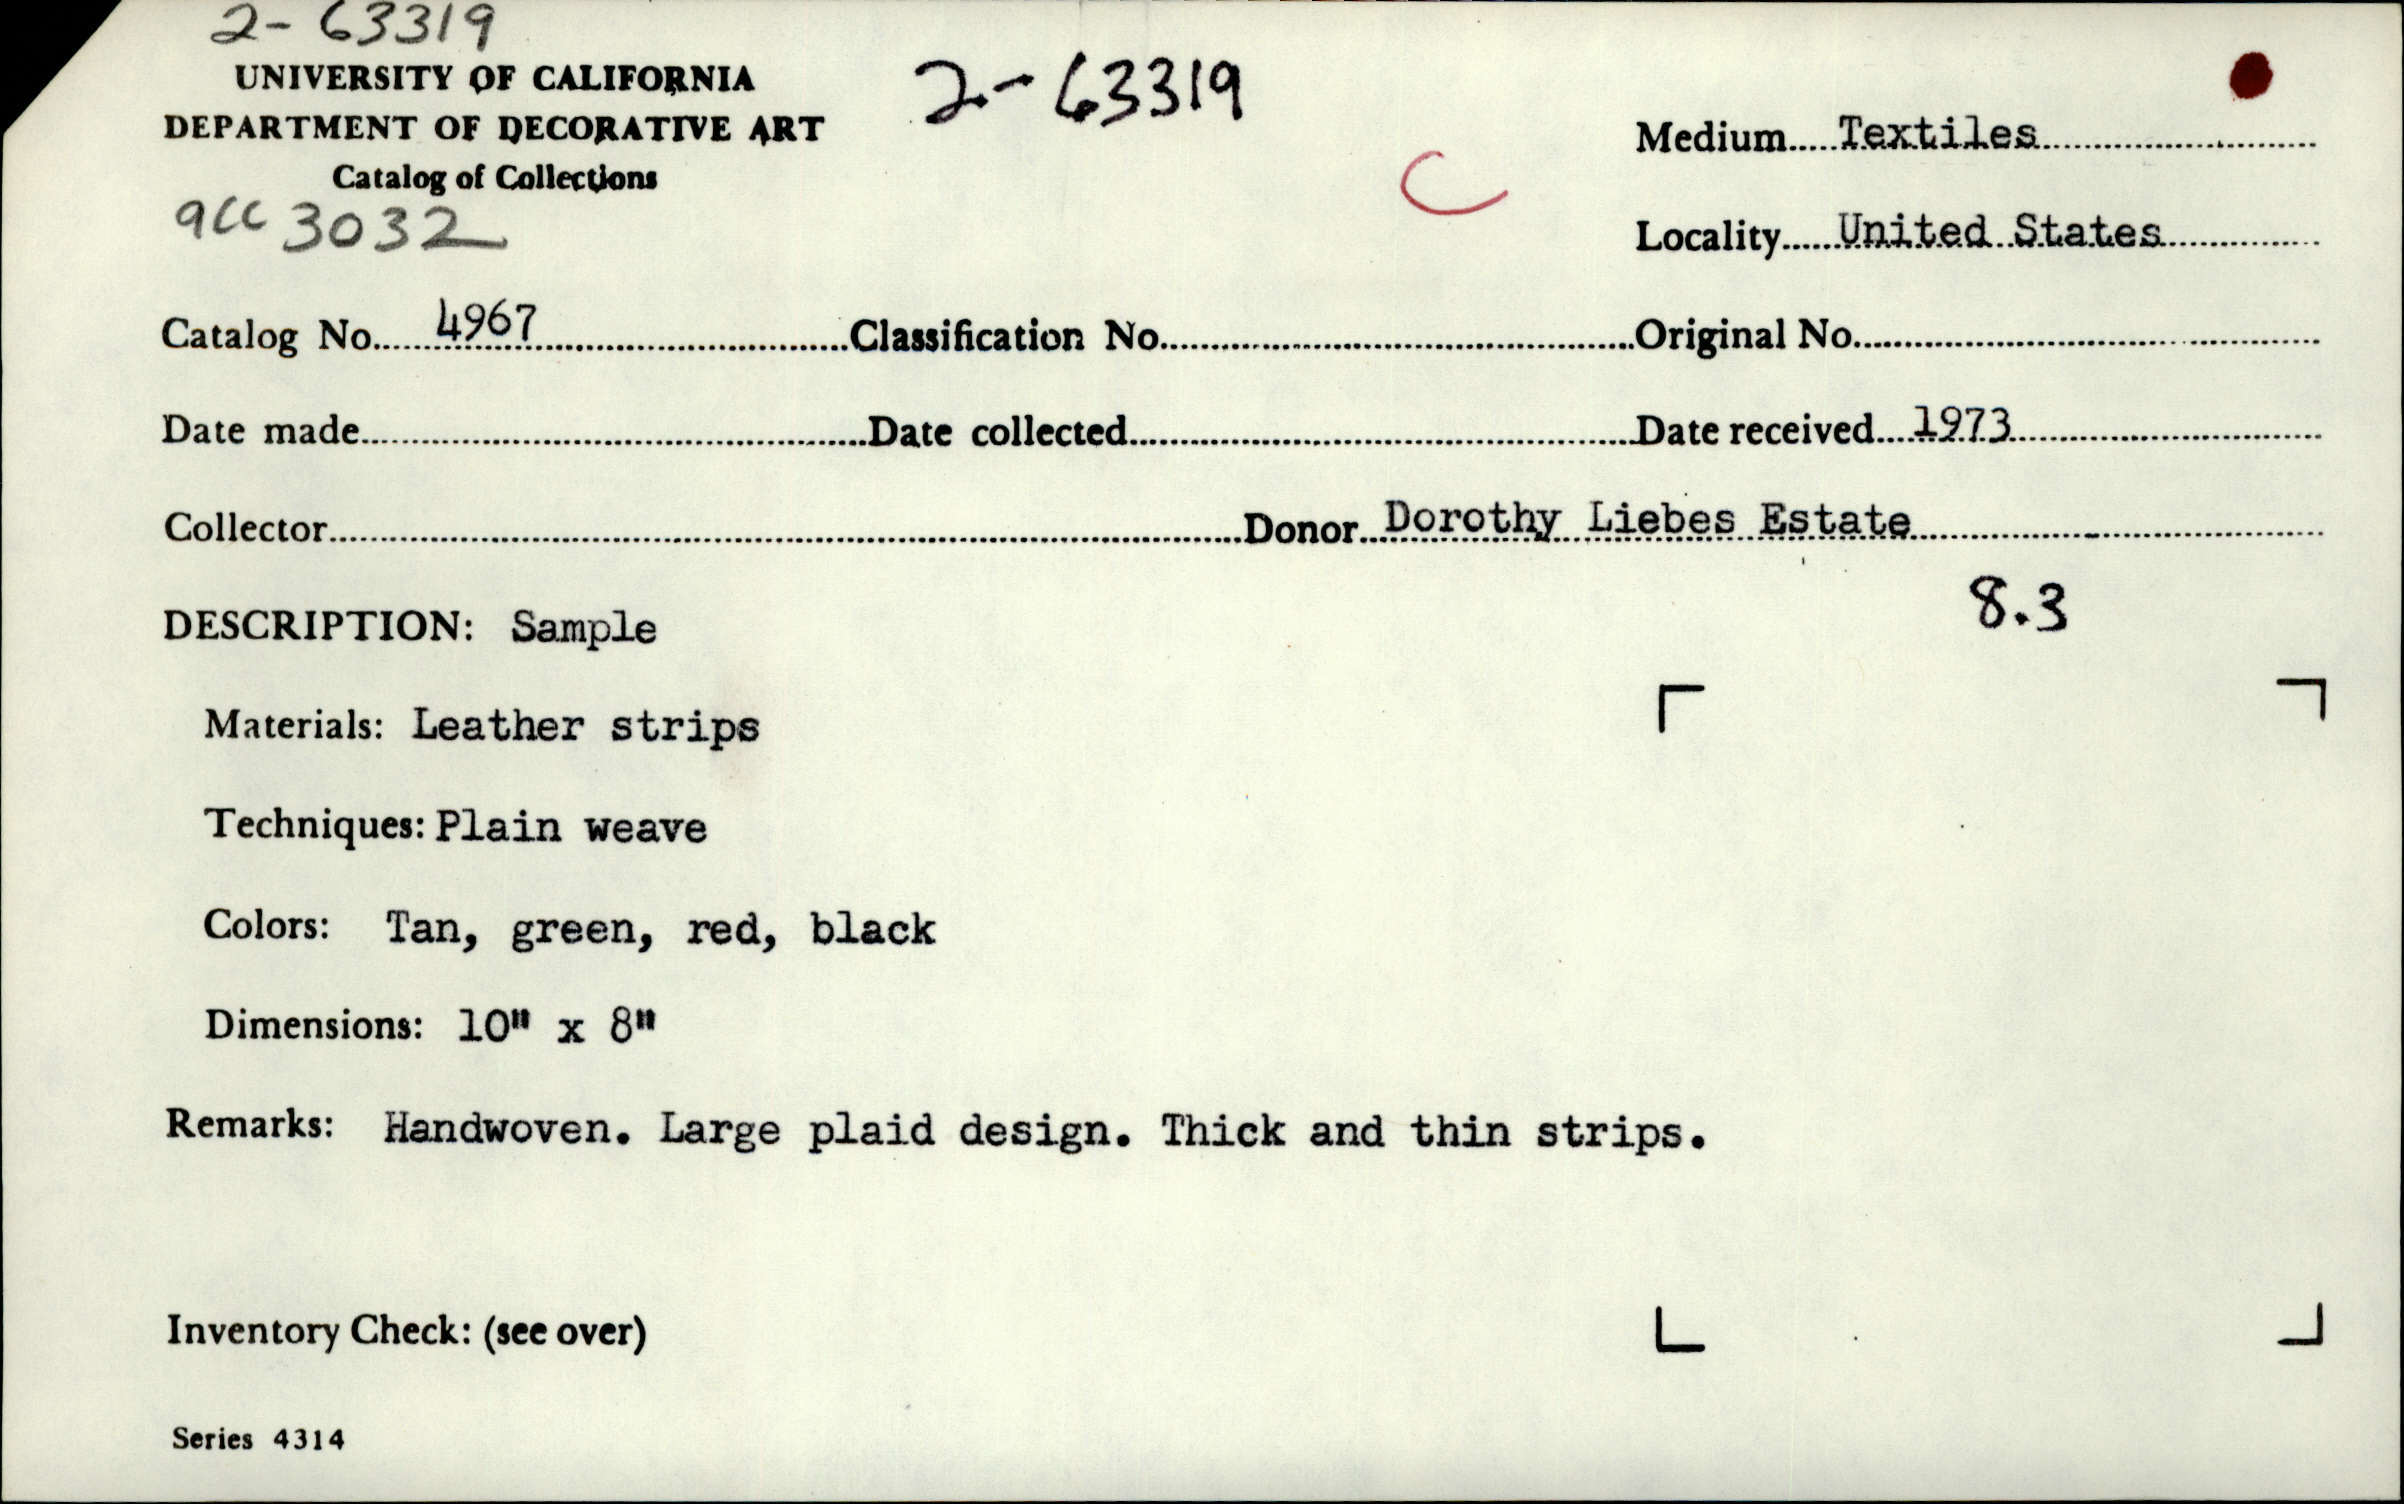 2-63319
UNIVERSITY OF CALIFORNIA
DEPARTMENT OF DECORATIVE ART
Catalog of Collections
acc 3032
2-63319
C
Medium.....Textiles
Locality.....United States
Catalog No.....4967 Classification No. Original No.
Date made Date collected Date received....1973
Collector Donor Dorothy Liebes Estate
8.3
DESCRIPTION: Sample
Materials: Leather strips
Techniques: Plain weave
Colors: Tan, green, red, black
Dimensions: 10" x 8"
Remarks: Handwoven. Large plaid design. Thick and thin strips.
Inventory Check: (see over)
Series 4314